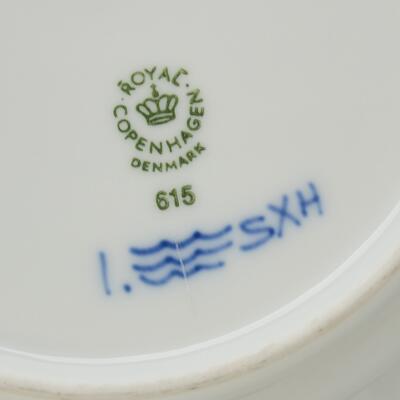 ROYAL
COPENHAGEN
DENMARK
615
1. SXH